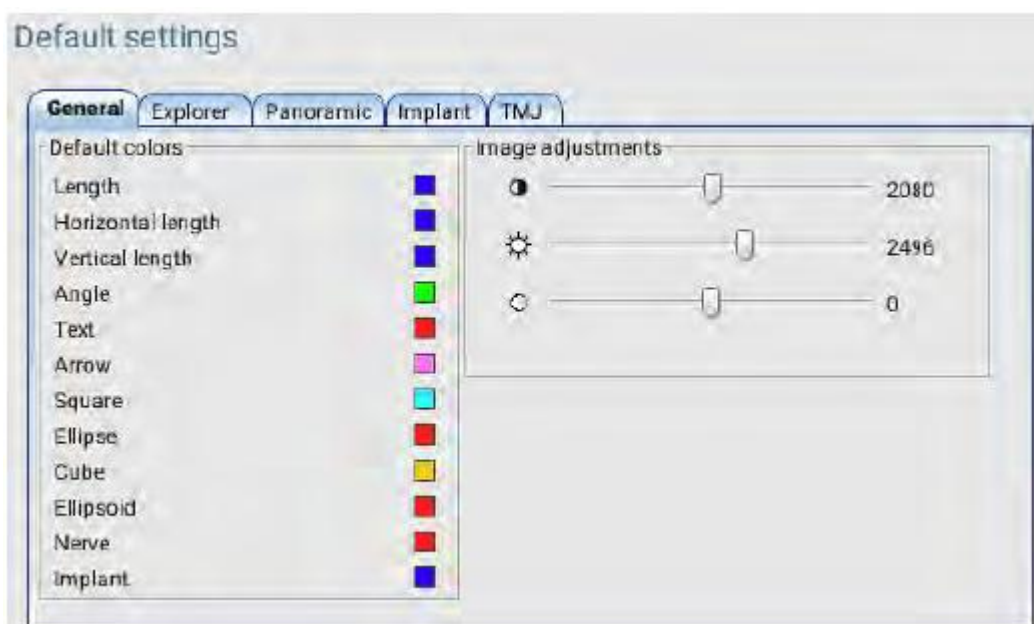 Default settings
General Explorer Panoramic Implant TMJ
Default colors
Length
Horizontal length
Vertical length
Angle
Text
Arrow
Square
Ellipse
Cube
Ellipsoid
Nerve
Implant
Image adjustments
2080
2496
0